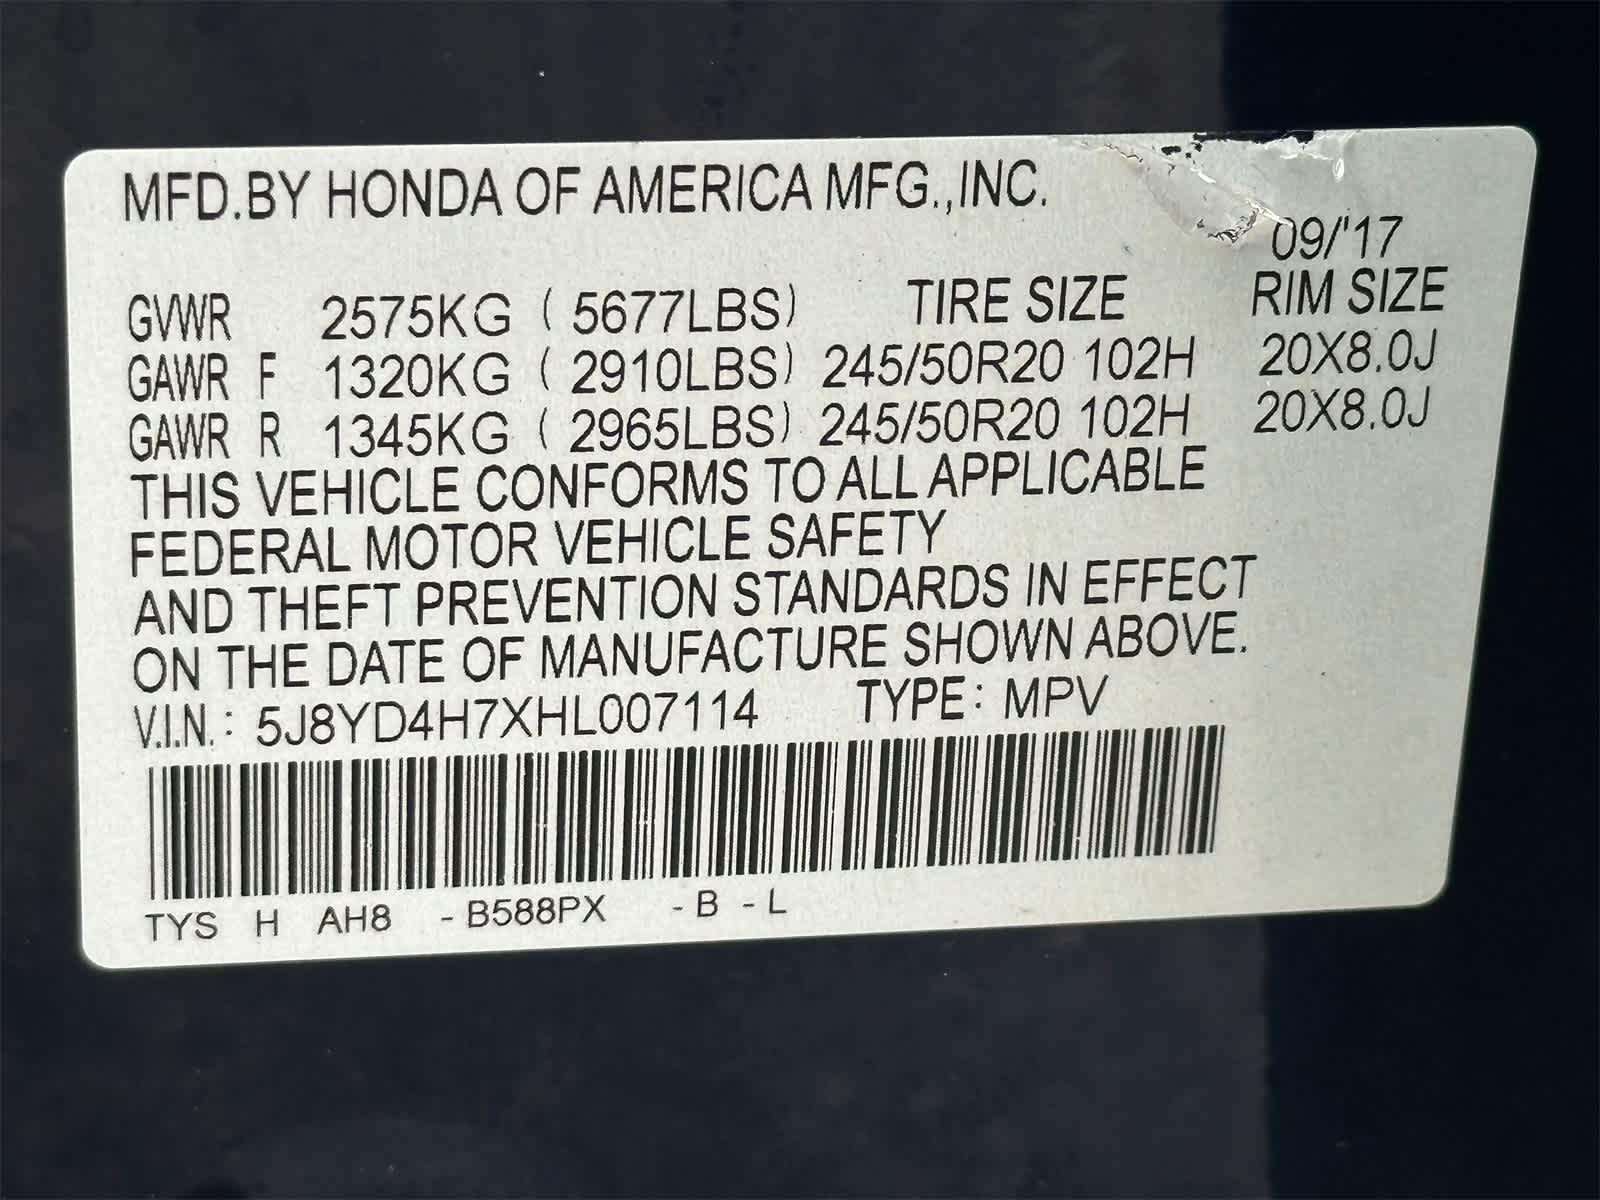 MFD.BY HONDA OF AMERICA MFG.,INC.
09/'17
GVWR 2575KG ( 5677LBS) TIRE SIZE RIM SIZE
GAWR F 1320KG ( 2910LBS) 245/50R20 102H 20X8.0J
GAWR R 1345KG ( 2965LBS) 245/50R20 102H 20X8.0J
THIS VEHICLE CONFORMS TO ALL APPLICABLE
FEDERAL MOTOR VEHICLE SAFETY
AND THEFT PREVENTION STANDARDS IN EFFECT
ON THE DATE OF MANUFACTURE SHOWN ABOVE.
V.I.N.: 5J8YD4H7XHL007114 TYPE: MPV
TYS H AH8 -B588PX -B -L